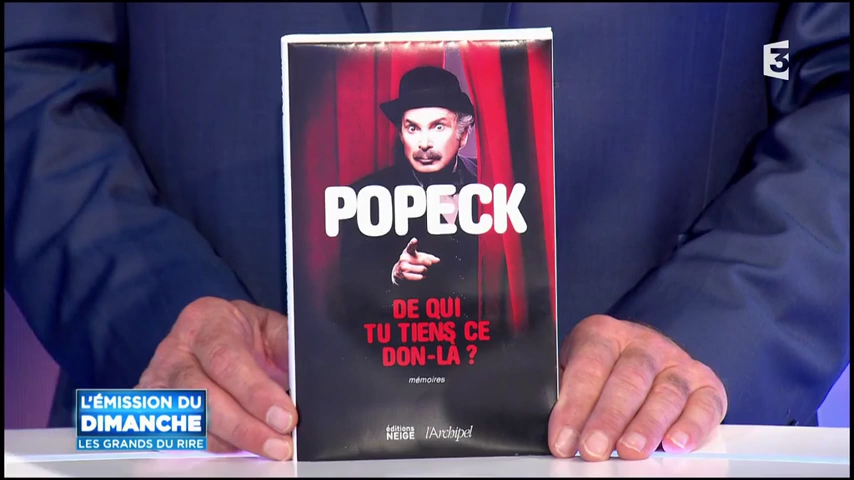 3
POPECK
DE QUI
TU TIENS CE
DON-LÀ ?
mémoires
éditions
NEIGE
l'Archipel
L'ÉMISSION DU
DIMANCHE
LES GRANDS DU RIRE